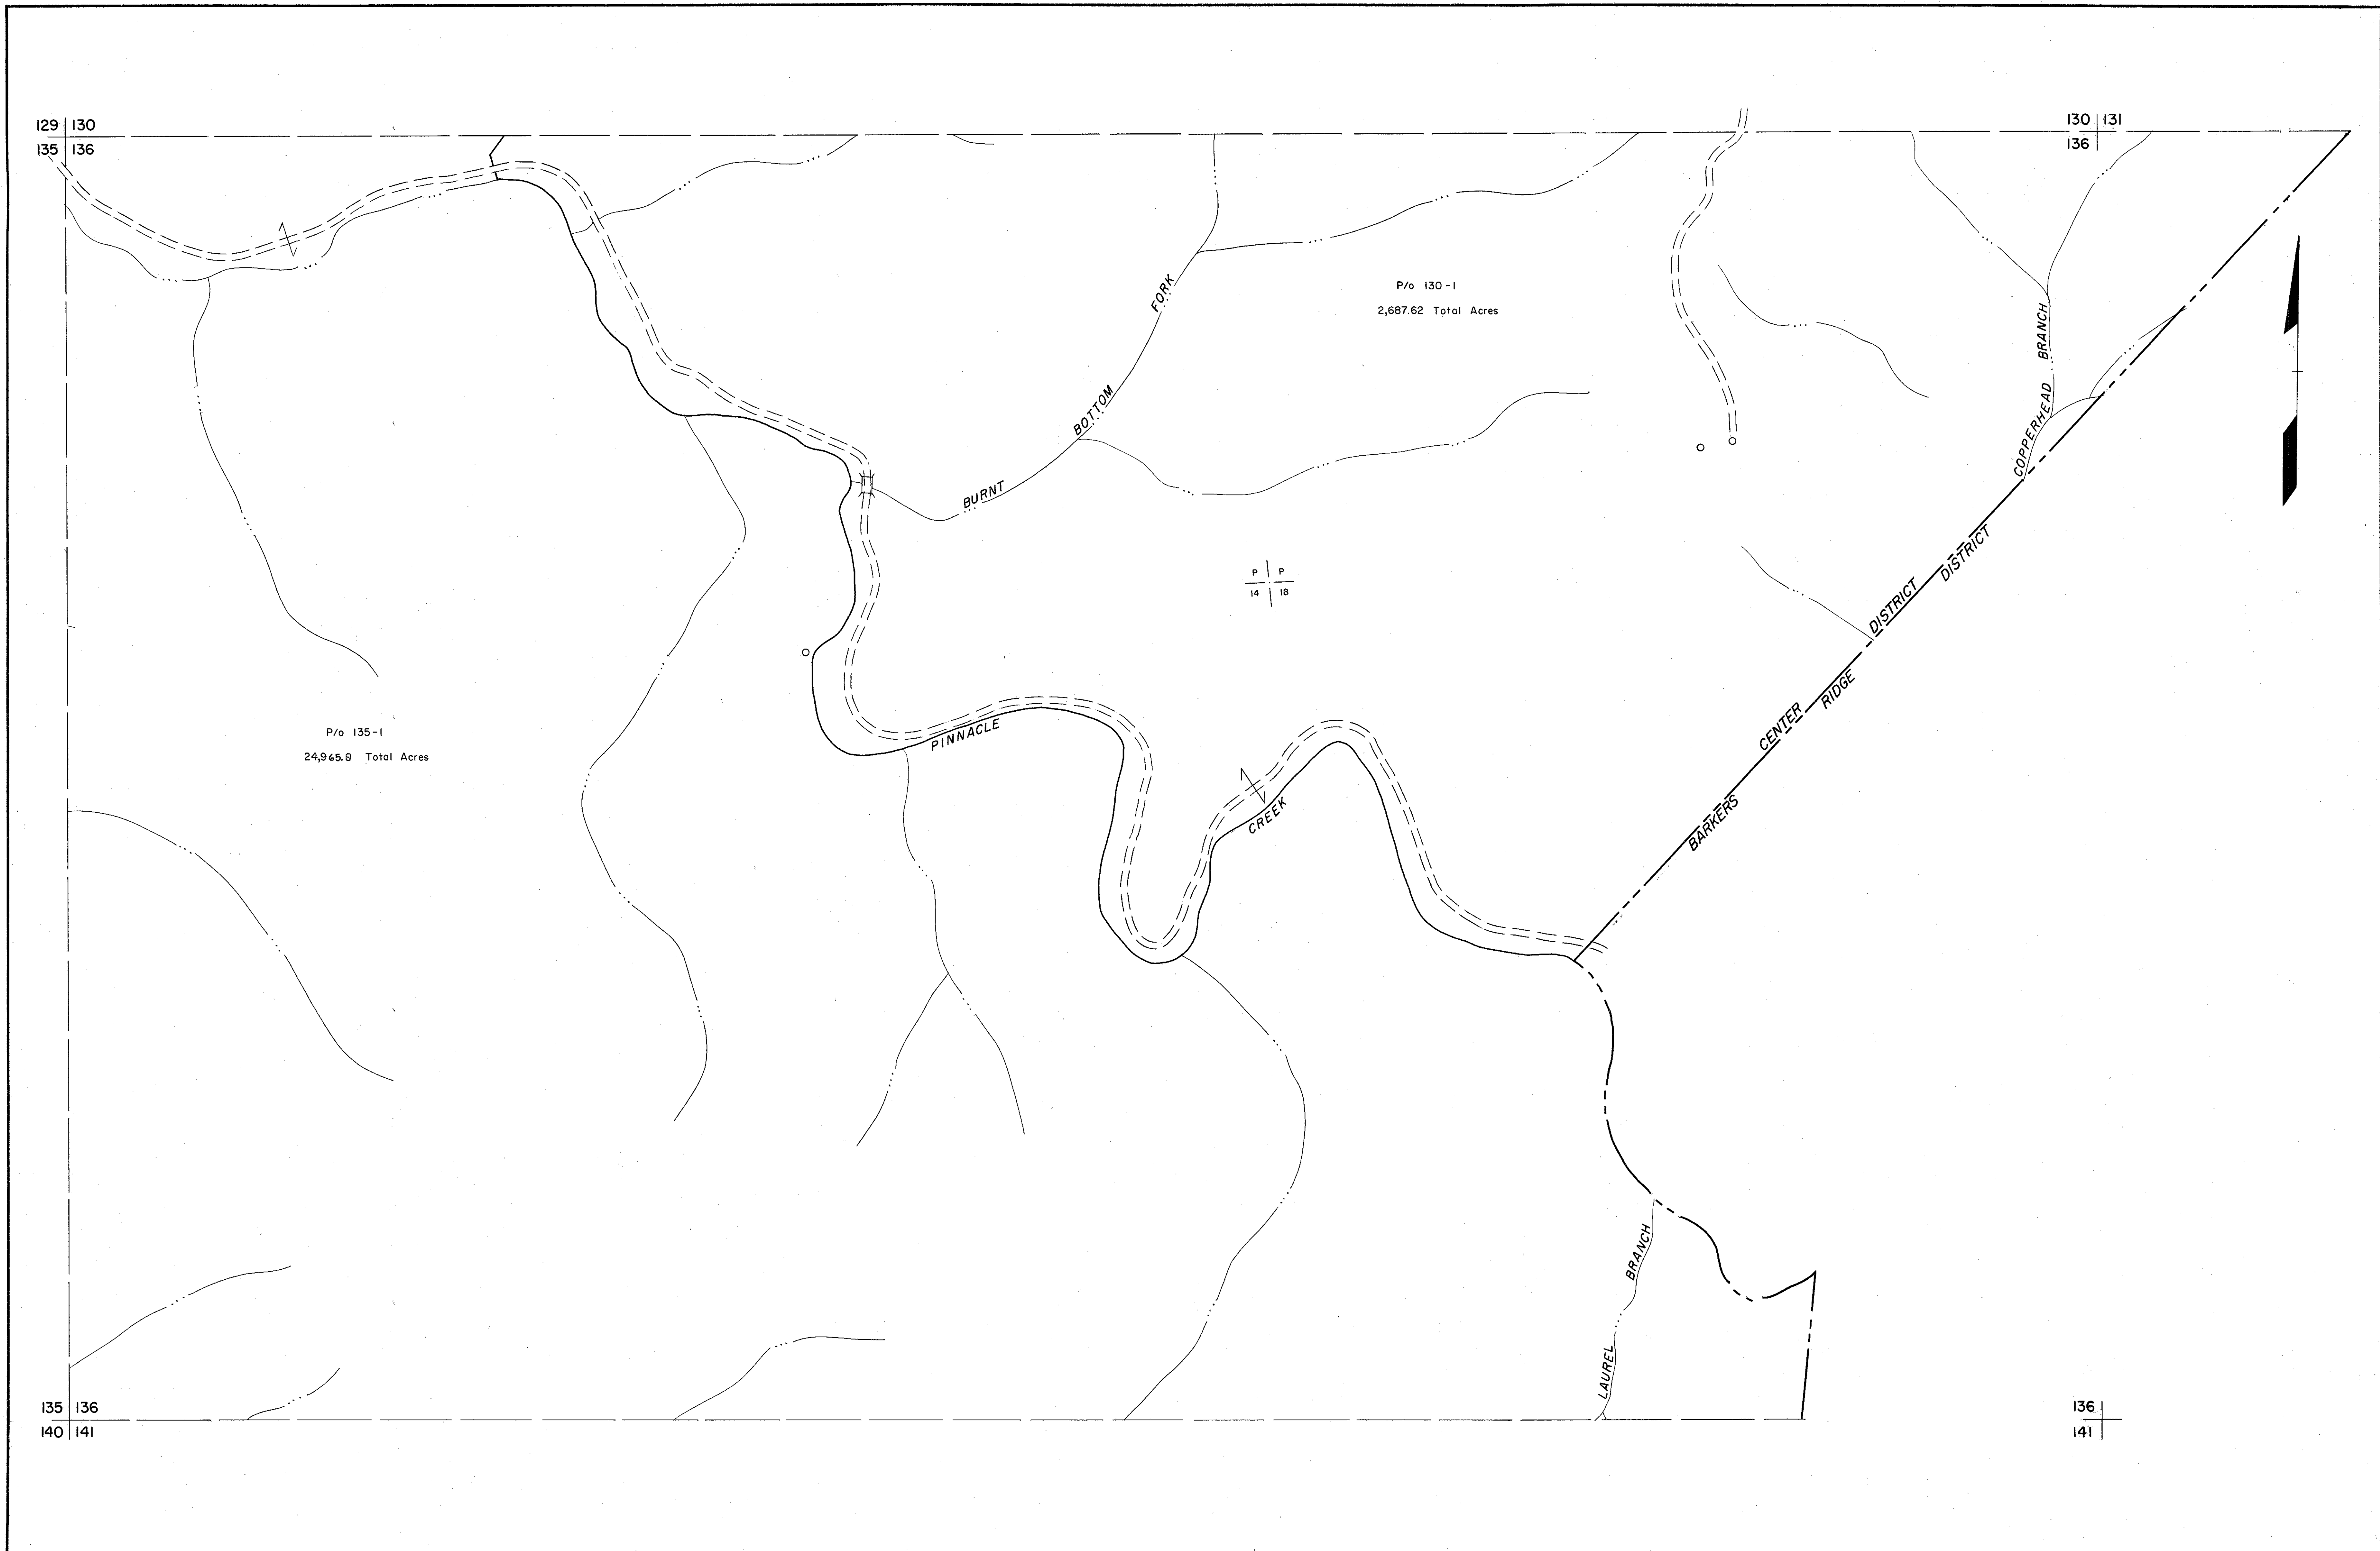 129 130
135 136
130 131
136
P/o 130-1
2,687.62 Total Acres
BURNT BOTTOM FORK
COPPERHEAD BRANCH
P P
14 18
CENTER DISTRICT
BARKERS RIDGE DISTRICT
P/o 135-1
24,965.8 Total Acres
PINNACLE CREEK
LAUREL BRANCH
135 136
140 141
136
141